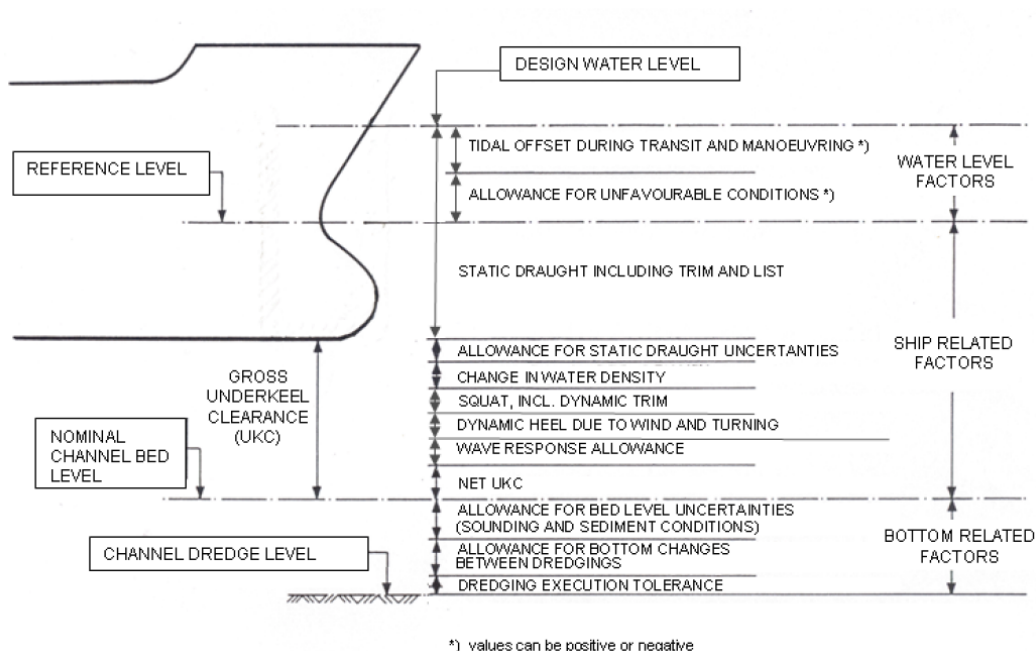 DESIGN WATER LEVEL
TIDAL OFFSET DURING TRANSIT AND MANOEUVRING *)
REFERENCE LEVEL
WATER LEVEL
FACTORS
ALLOWANCE FOR UNFAVOURABLE CONDITIONS *)
STATIC DRAUGHT INCLUDING TRIM AND LIST
SHIP RELATED
FACTORS
ALLOWANCE FOR STATIC DRAUGHT UNCERTANTIES
GROSS
UNDERKEEL
CLEARANCE
(UKC)
CHANGE IN WATER DENSITY
SQUAT, INCL. DYNAMIC TRIM
DYNAMIC HEEL DUE TO WIND AND TURNING
NOMINAL
CHANNEL BED
LEVEL
WAVE RESPONSE ALLOWANCE
NET UKC
ALLOWANCE FOR BED LEVEL UNCERTAINTIES
(SOUNDING AND SEDIMENT CONDITIONS)
BOTTOM RELATED
FACTORS
CHANNEL DREDGE LEVEL
ALLOWANCE FOR BOTTOM CHANGES
BETWEEN DREDGINGS
DREDGING EXECUTION TOLERANCE
*) values can be positive or negative